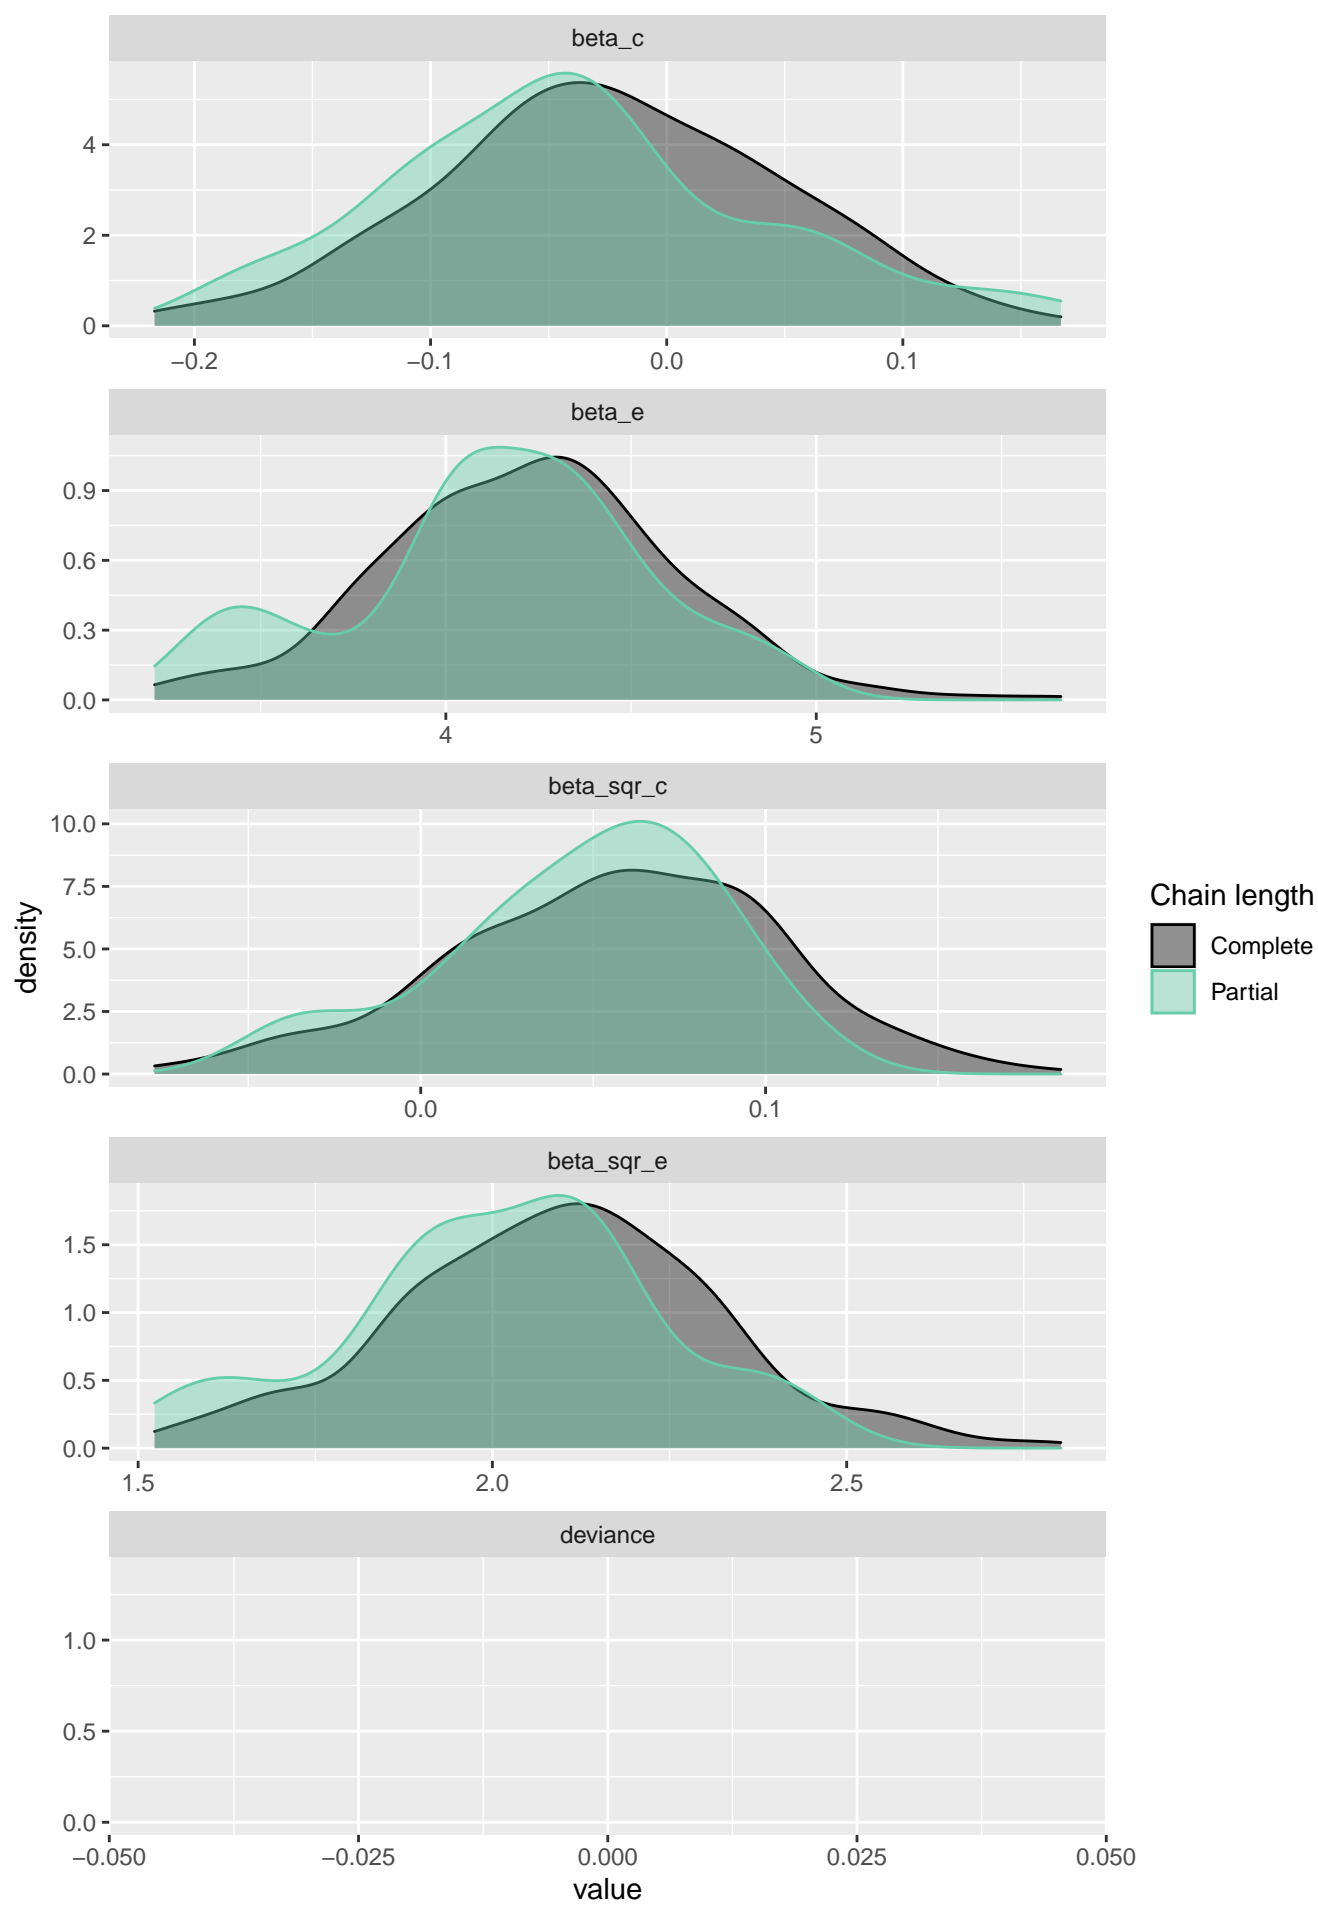 beta_c
4
2
0
−0.2 −0.1 0.0 0.1
beta_e
0.9
0.6
0.3
0.0
4 5
beta_sqr_c
10.0
7.5
5.0
2.5
0.0
0.0 0.1
beta_sqr_e
1.5
1.0
0.5
0.0
1.5 2.0 2.5
deviance
1.0
0.5
0.0
−0.050 −0.025 0.000 0.025 0.050
value
density
Chain length
Complete
Partial